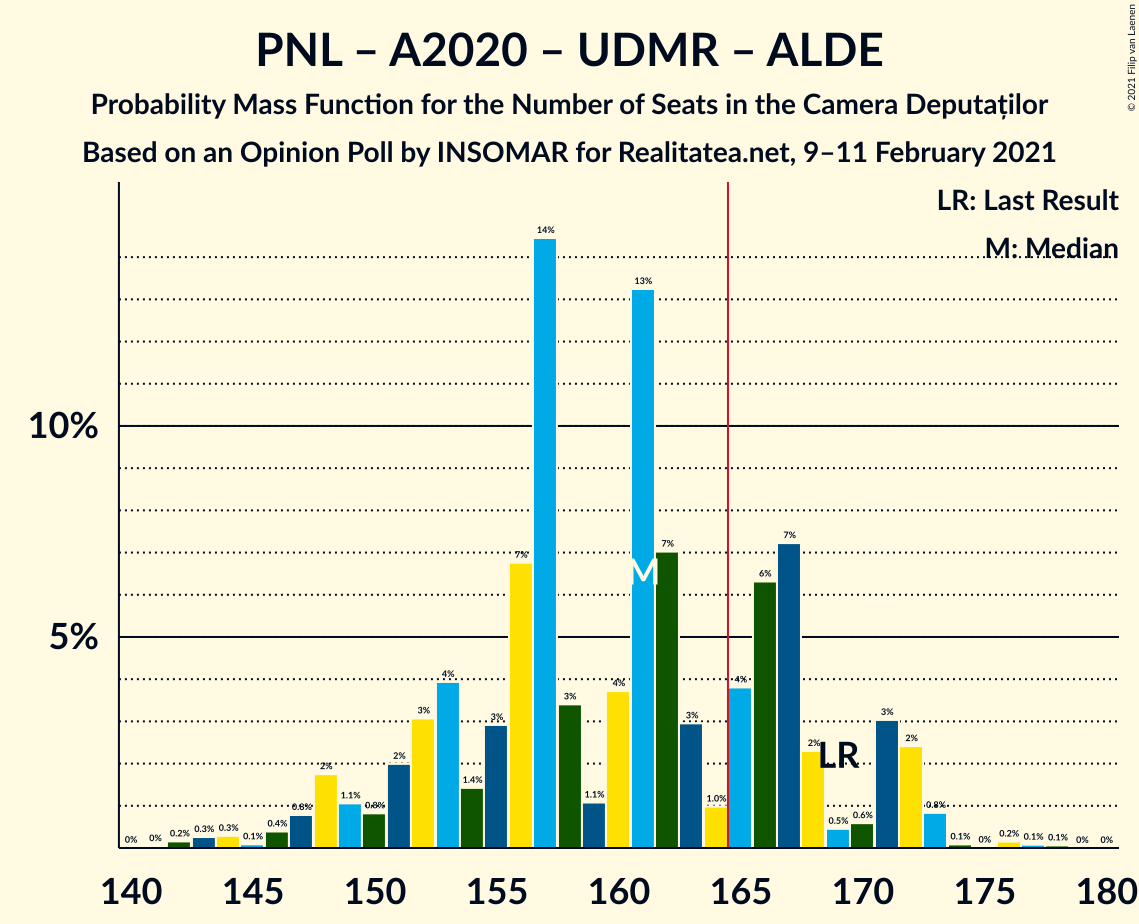 PNL – A2020 – UDMR – ALDE
Probability Mass Function for the Number of Seats in the Camera Deputaților
Based on an Opinion Poll by INSOMAR for Realitatea.net, 9–11 February 2021
© 2021 Filip van Laenen
LR: Last Result
M: Median
10%
5%
0% 0% 0.2% 0.3% 0.3% 0.1% 0.4% 0.8% 2% 1.1% 0.8% 2% 3% 4% 1.4% 3% 7% 14% 3% 1.1% 4% 13% 7% 3% 1.0% 4% 6% 7% 2% 0.5% 0.6% 3% 2% 0.8% 0.1% 0% 0.2% 0.1% 0.1% 0% 0%
M
LR
140 145 150 155 160 165 170 175 180